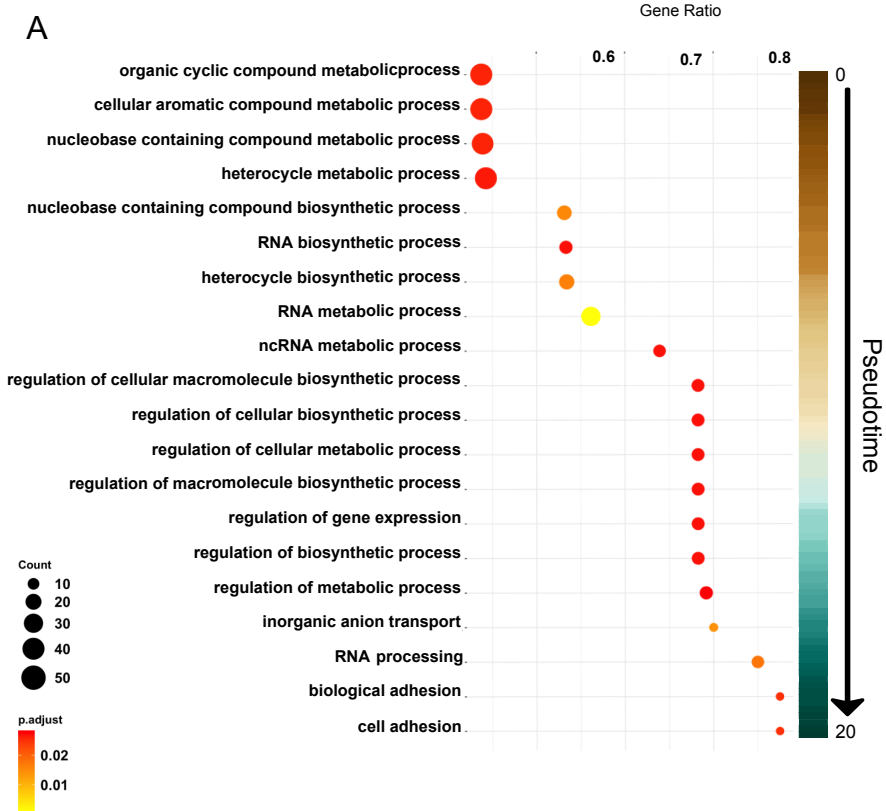 Gene Ratio
A
0.6 0.7 0.8
organic cyclic compound metabolicprocess
0
cellular aromatic compound metabolic process
nucleobase containing compound metabolic process
heterocycle metabolic process
nucleobase containing compound biosynthetic process
RNA biosynthetic process
heterocycle biosynthetic process
RNA metabolic process
ncRNA metabolic process
regulation of cellular macromolecule biosynthetic process
regulation of cellular biosynthetic process
regulation of cellular metabolic process
regulation of macromolecule biosynthetic process
regulation of gene expression
regulation of biosynthetic process
regulation of metabolic process
inorganic anion transport
RNA processing
biological adhesion
cell adhesion
Pseudotime
20
Count
10
20
30
40
50
p.adjust
0.02
0.01